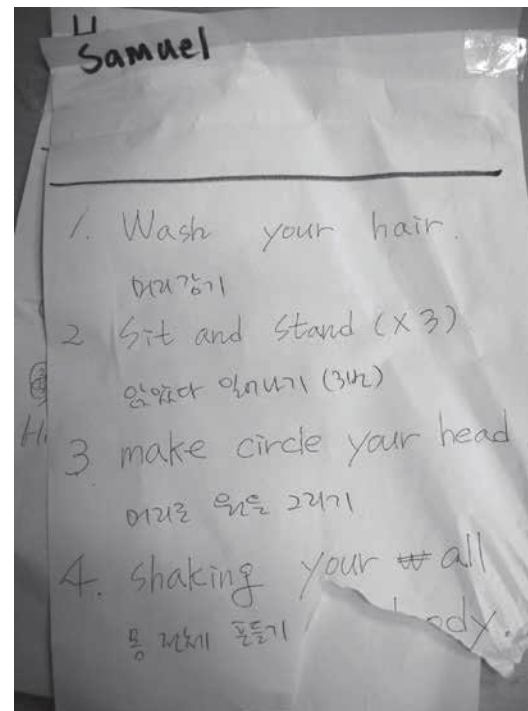 Samuel
1. Wash your hair.
머리감기
2 Sit and Stand (X3)
앉았다 일어나기 (3번)
3 make circle your head
머리로 원을 그리기
4. shaking your all
몸 전체 흔들기 body.